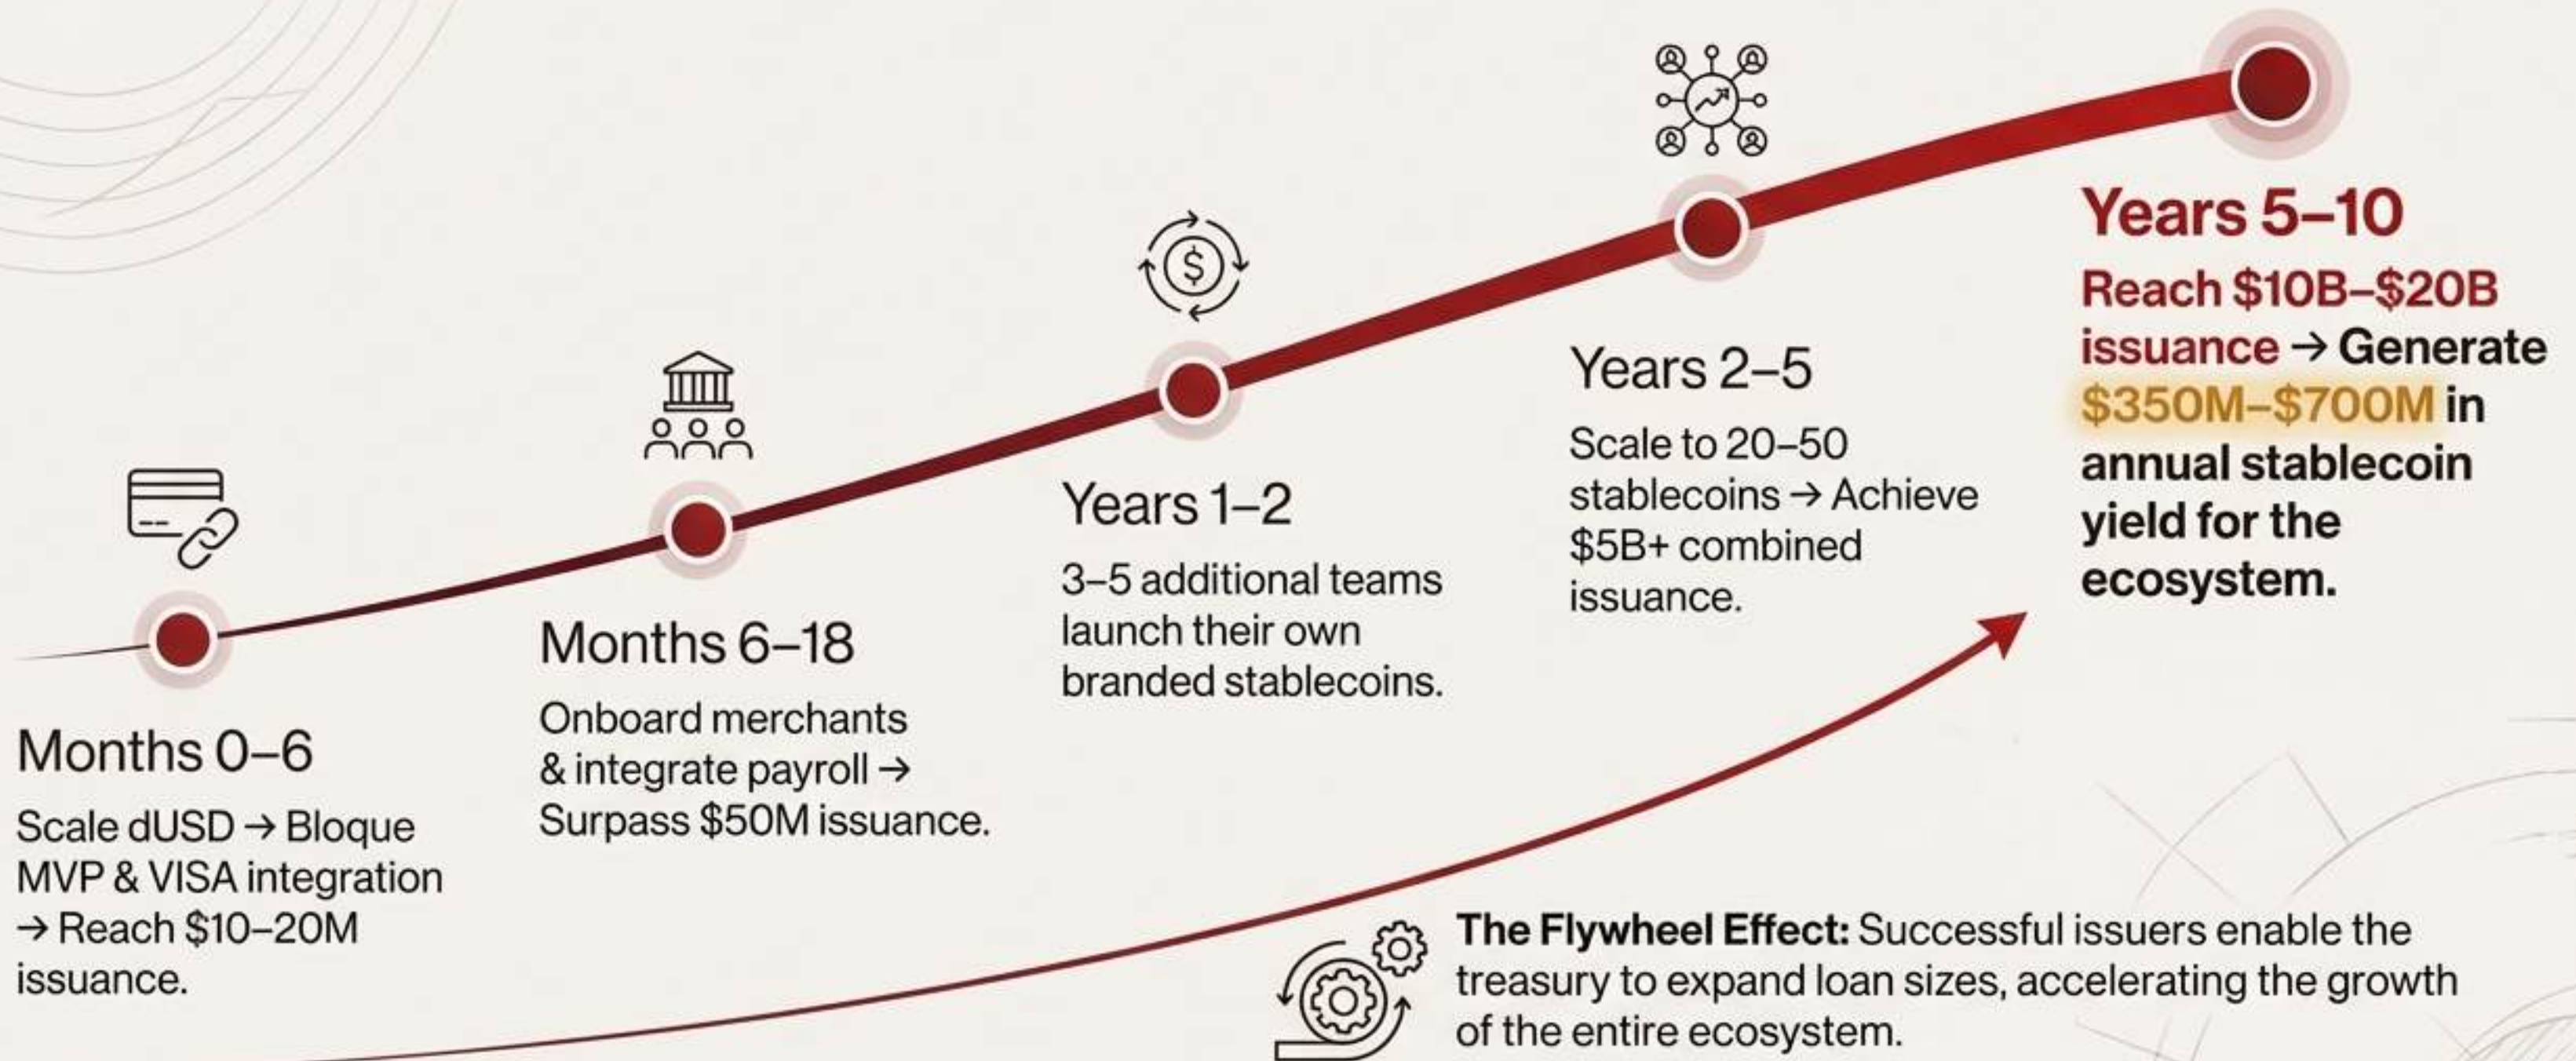 Months 0–6
Scale dUSD → Bloque
MVP & VISA integration
→ Reach $10–20M
issuance.
Months 6–18
Onboard merchants
& integrate payroll →
Surpass $50M issuance.
$
Years 1–2
3–5 additional teams
launch their own
branded stablecoins.
Years 2–5
Scale to 20–50
stablecoins → Achieve
$5B+ combined
issuance.
Years 5–10
Reach $10B–$20B
issuance → Generate
$350M–$700M in
annual stablecoin
yield for the
ecosystem.
The Flywheel Effect: Successful issuers enable the
treasury to expand loan sizes, accelerating the growth
of the entire ecosystem.